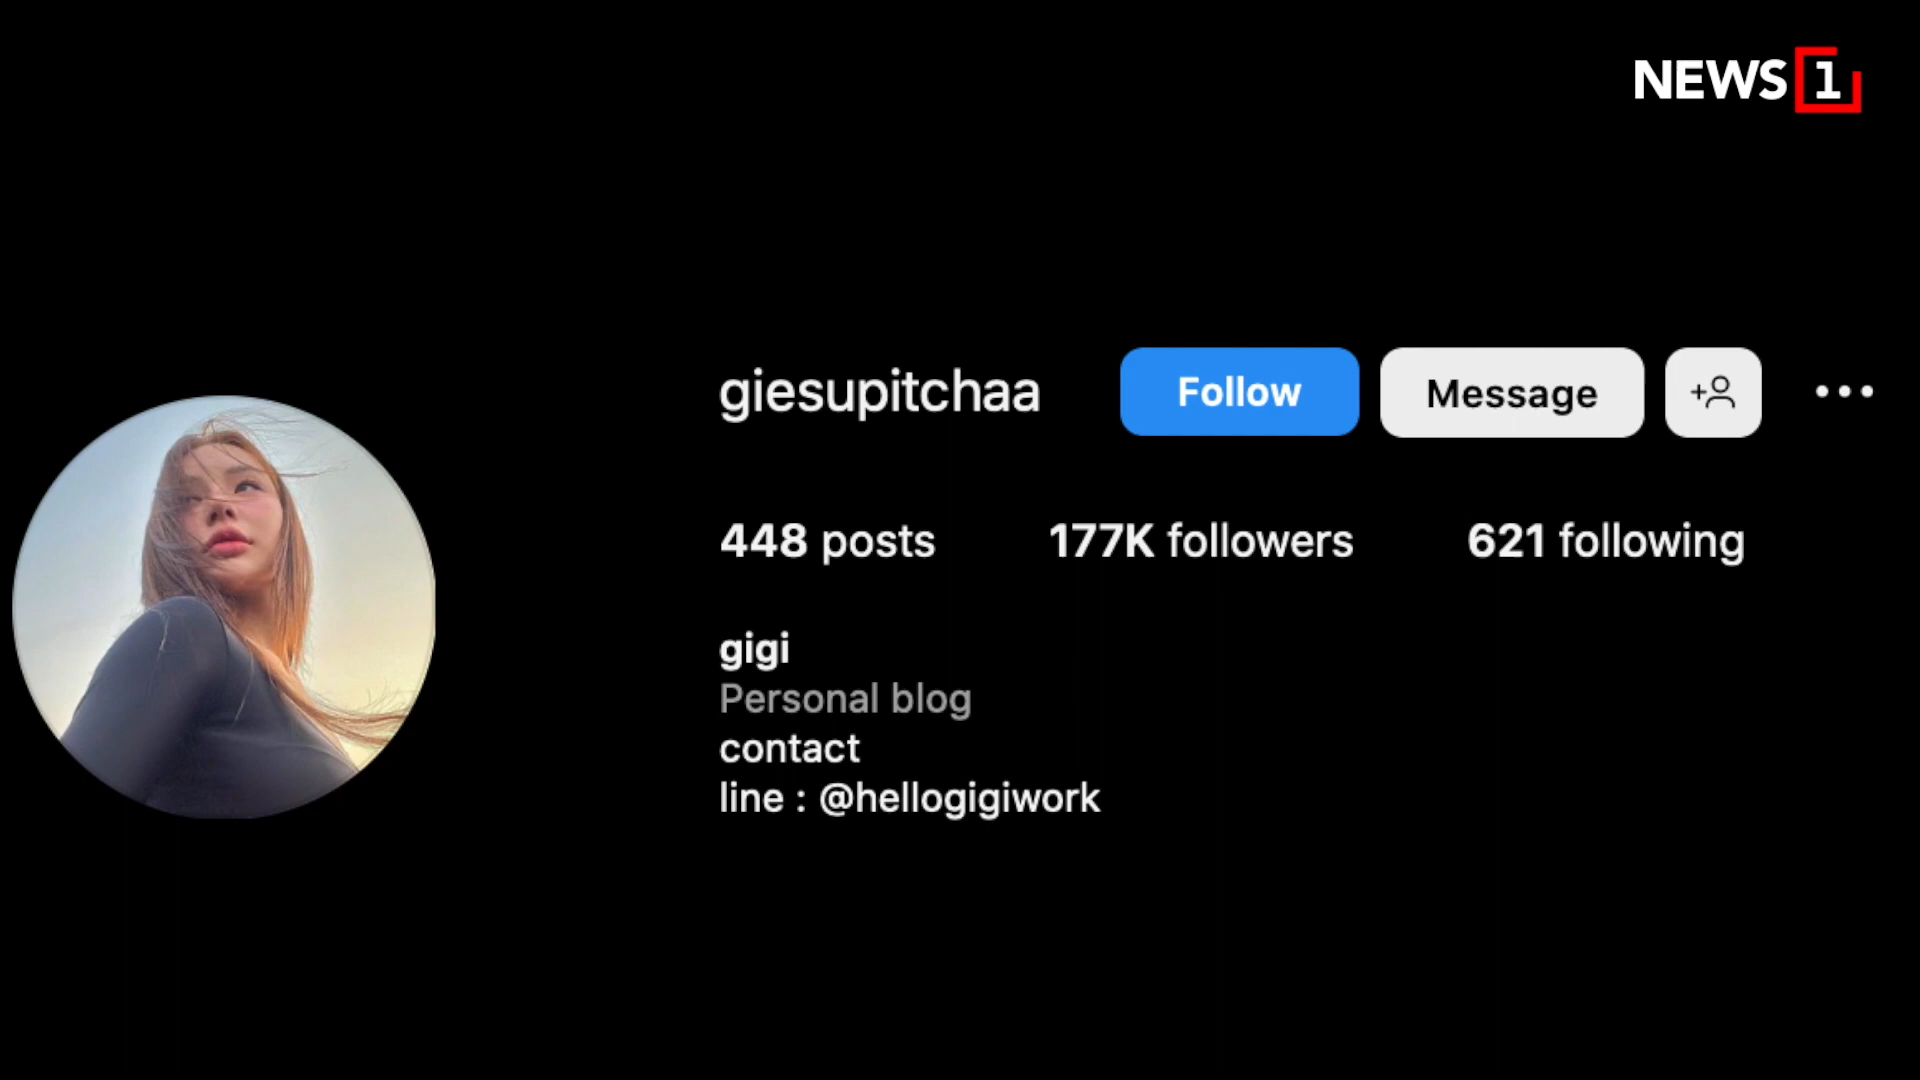 NEWS 1
giesupitchaa Follow Message
448 posts 177K followers 621 following
gigi
Personal blog
contact
line : @hellogigiwork